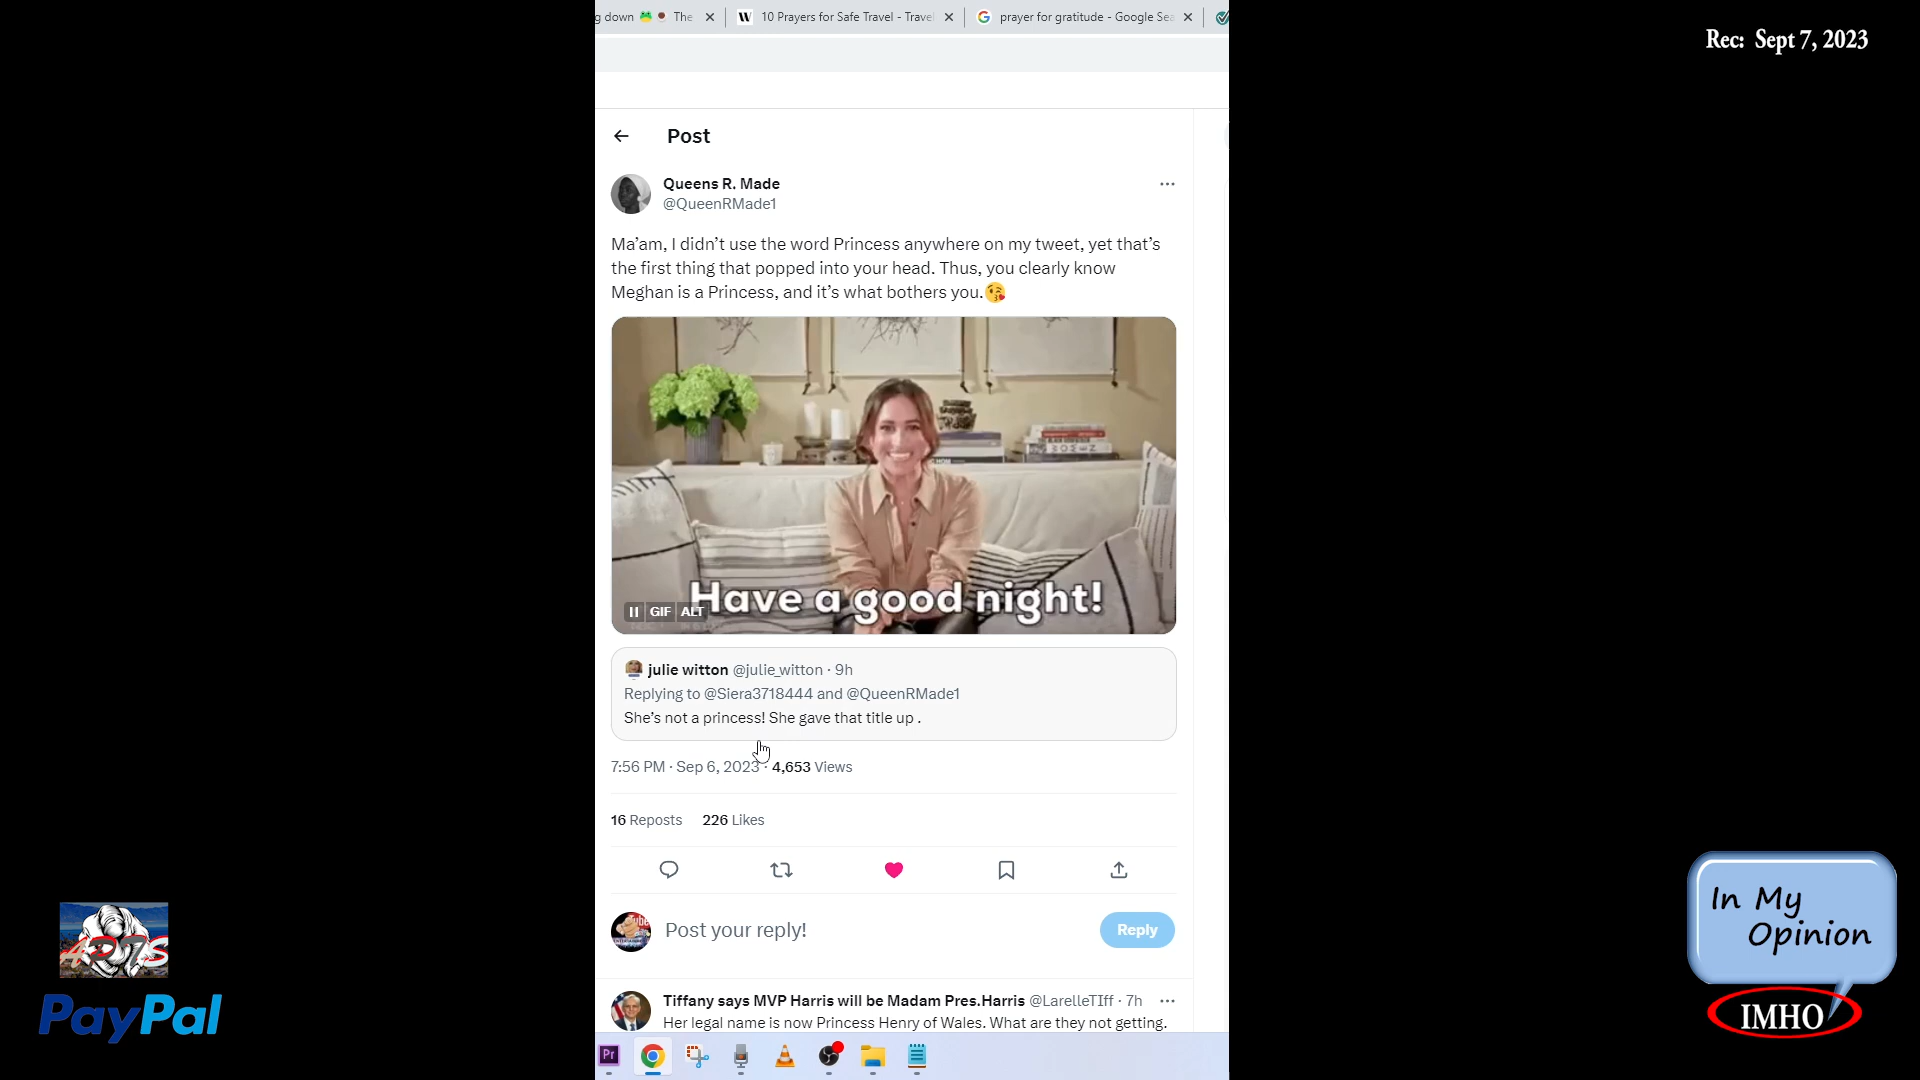 g down 🐸 The
10 Prayers for Safe Travel - Travel
prayer for gratitude - Google Sea
Rec: Sept 7, 2023
Post
Queens R. Made
@QueenRMade1
Ma’am, I didn’t use the word Princess anywhere on my tweet, yet that’s
the first thing that popped into your head. Thus, you clearly know
Meghan is a Princess, and it’s what bothers you.😘
Have a good night!
GIF ALT
julie witton @julie_witton · 9h
Replying to @Siera3718444 and @QueenRMade1
She’s not a princess! She gave that title up .
7:56 PM · Sep 6, 2023 · 4,653 Views
16 Reposts 226 Likes
Post your reply!
Reply
Tiffany says MVP Harris will be Madam Pres.Harris @LarelleTIff · 7h
Her legal name is now Princess Henry of Wales. What are they not getting.
Pr
PayPal
In My
Opinion
IMHO